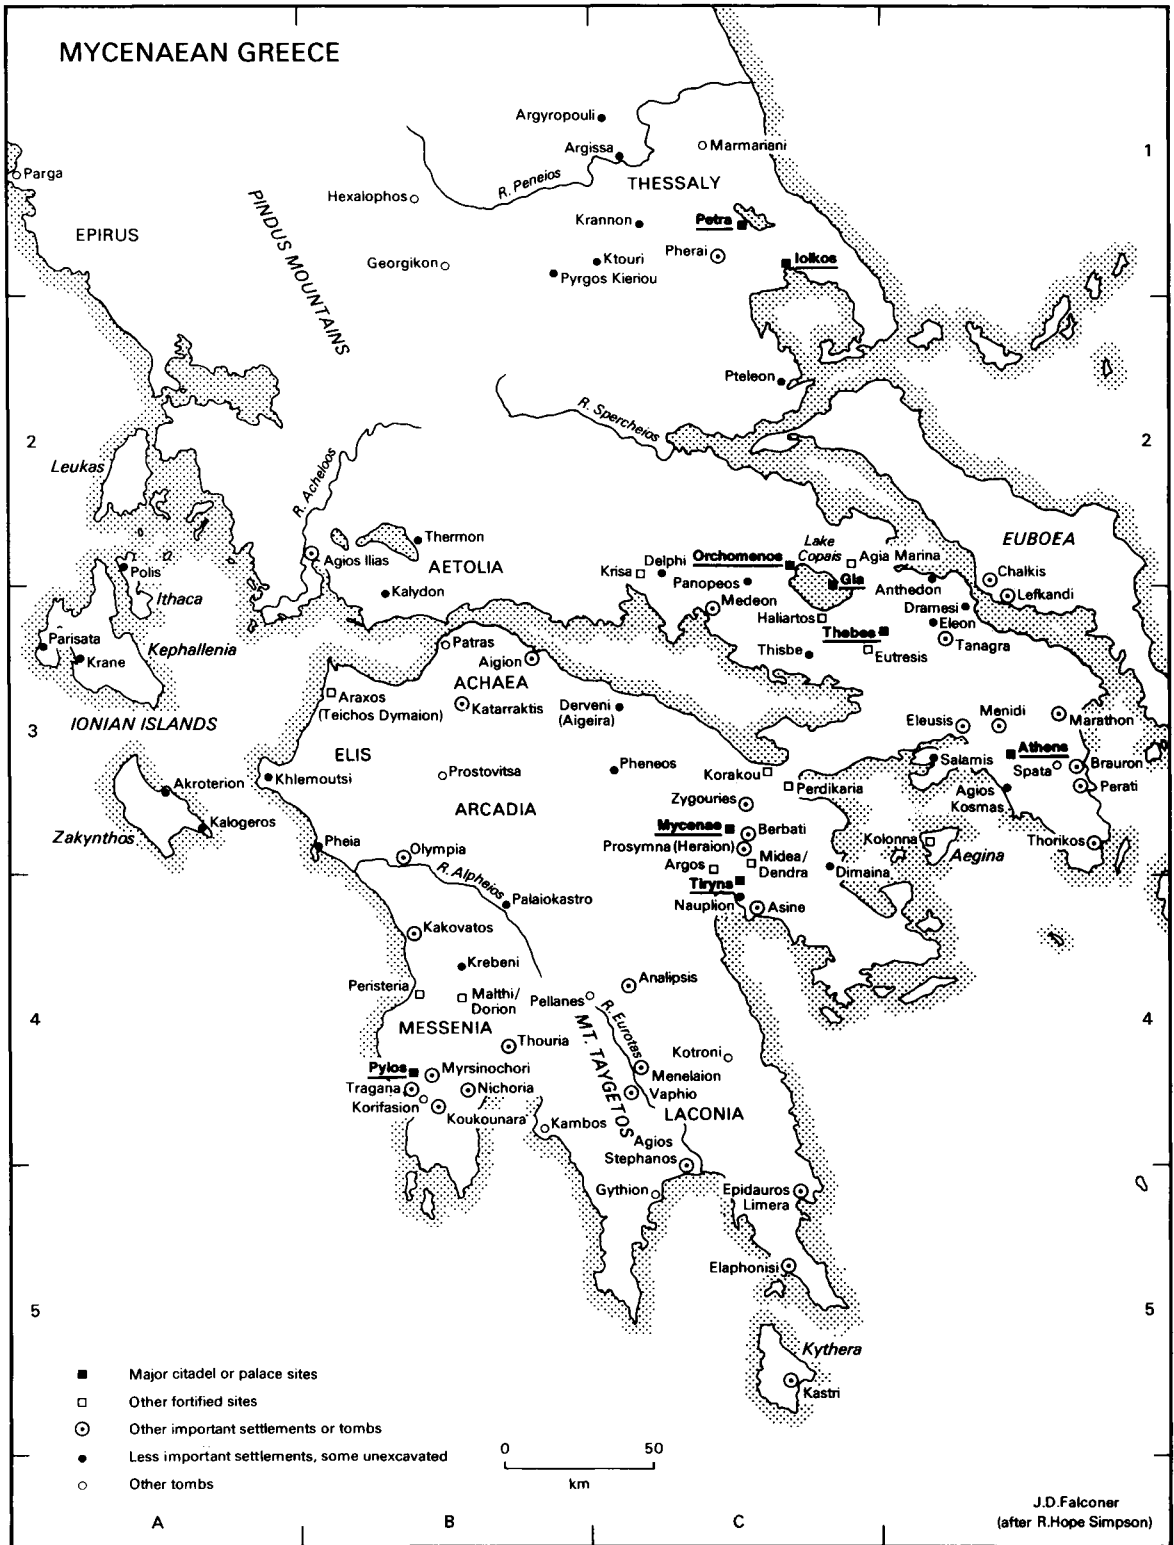 MYCENAEAN GREECE
Argyropouli
Argissa
Marmariani
1
1
Parga
R. Peneios
THESSALY
Hexalophos
PINDUS MOUNTAINS
EPIRUS
Krannon
Petra
Georgikon
Ktouri
Pherai
Iolkos
Pyrgos Kieriou
Pteleon
R. Spercheios
2
2
Leukas
R. Acheloos
Thermon
Agios Ilias
AETOLIA
Kalydon
Polis
Ithaca
Parisata
Krane
Kephallenia
IONIAN ISLANDS
Delphi
Krisa
Orchomenos
Lake
Copais
Agia Marina
Panopeos
Gla
Medeon
Haliartos
Thebes
Thisbe
Eutresis
Anthedon
Dramesi
Eleon
Tanagra
EUBOEA
Chalkis
Lefkandi
Patras
Aigion
ACHAEA
Katarraktis
Araxos
(Teichos Dymaion)
Derveni
(Aigeira)
3
3
ELIS
Prostovitsa
Pheneos
ARCADIA
Khlemoutsi
Akroterion
Kalogeros
Zakynthos
Pheia
Olympia
R. Alpheios
Palaiokastro
Eleusis
Menidi
Marathon
Athens
Salamis
Spata
Brauron
Perati
Agios
Kosmas
Thorikos
Kolonna
Aegina
Korakou
Perdikaria
Zygouries
Mycenae
Berbati
Prosymna (Heraion)
Argos
Midea/
Dendra
Tiryns
Nauplion
Asine
Dimaina
Kakovatos
Krebeni
Peristeria
Malthi/
Dorion
Analipsis
Pellanes
R. Eurotas
4
4
MESSENIA
MT. TAYGETOS
Thouria
Kotroni
Pylos
Myrsinochori
Menelaion
Tragana
Nichoria
Vaphio
Korifasion
Koukounara
LACONIA
Kambos
Agios
Stephanos
Gythion
Epidauros
Limera
Elaphonisi
5
5
Kythera
Kastri
Major citadel or palace sites
Other fortified sites
Other important settlements or tombs
Less important settlements, some unexcavated
Other tombs
0
50
km
J.D.Falconer
(after R.Hope Simpson)
A
B
C